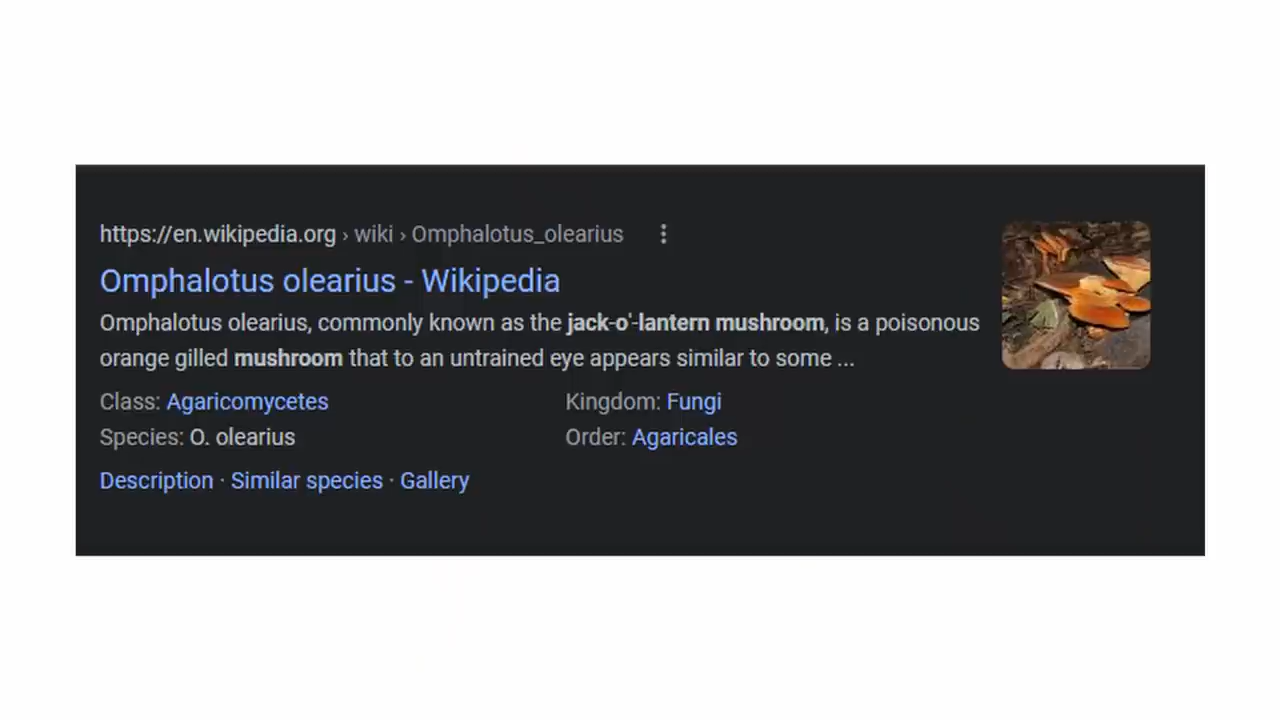 https://en.wikipedia.org › wiki › Omphalotus_olearius
Omphalotus olearius - Wikipedia
Omphalotus olearius, commonly known as the jack-o'-lantern mushroom, is a poisonous
orange gilled mushroom that to an untrained eye appears similar to some ...
Class: Agaricomycetes Kingdom: Fungi
Species: O. olearius Order: Agaricales
Description · Similar species · Gallery